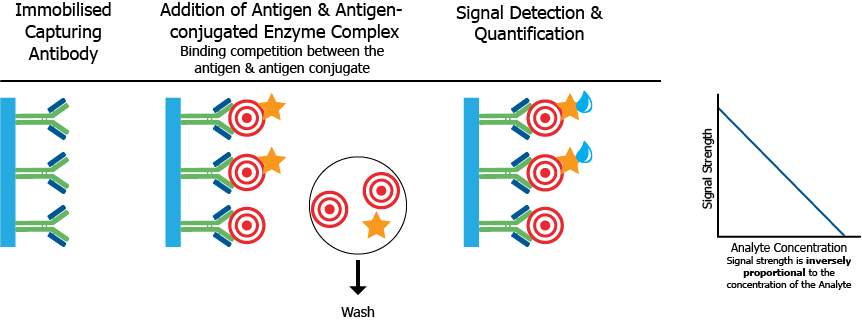 Immobilised
Capturing
Antibody
Addition of Antigen & Antigen-
conjugated Enzyme Complex
Binding competition between the
antigen & antigen conjugate
Signal Detection &
Quantification
Wash
Signal Strength
Analyte Concentration
Signal strength is inversely
proportional to the
concentration of the Analyte